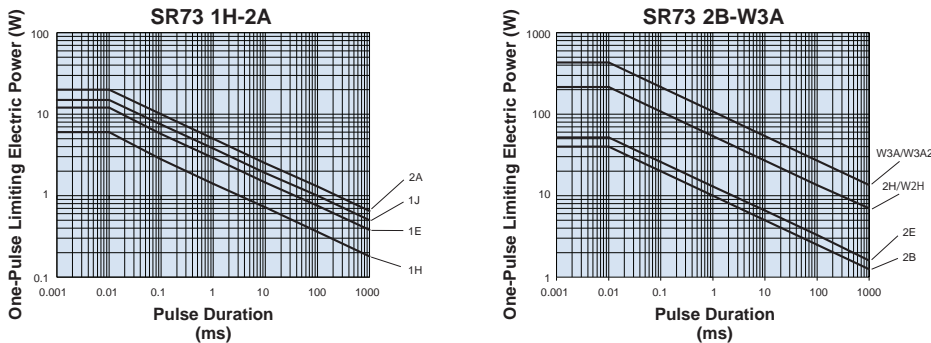 SR73 1H-2A
One-Pulse Limiting Electric Power (W)
100
10
1
0.1
0.001
0.01
0.1
1
10
100
1000
2A
1J
1E
1H
Pulse Duration
(ms)
SR73 2B-W3A
One-Pulse Limiting Electric Power (W)
1000
100
10
1
0.001
0.01
0.1
1
10
100
1000
W3A/W3A2
2H/W2H
2E
2B
Pulse Duration
(ms)